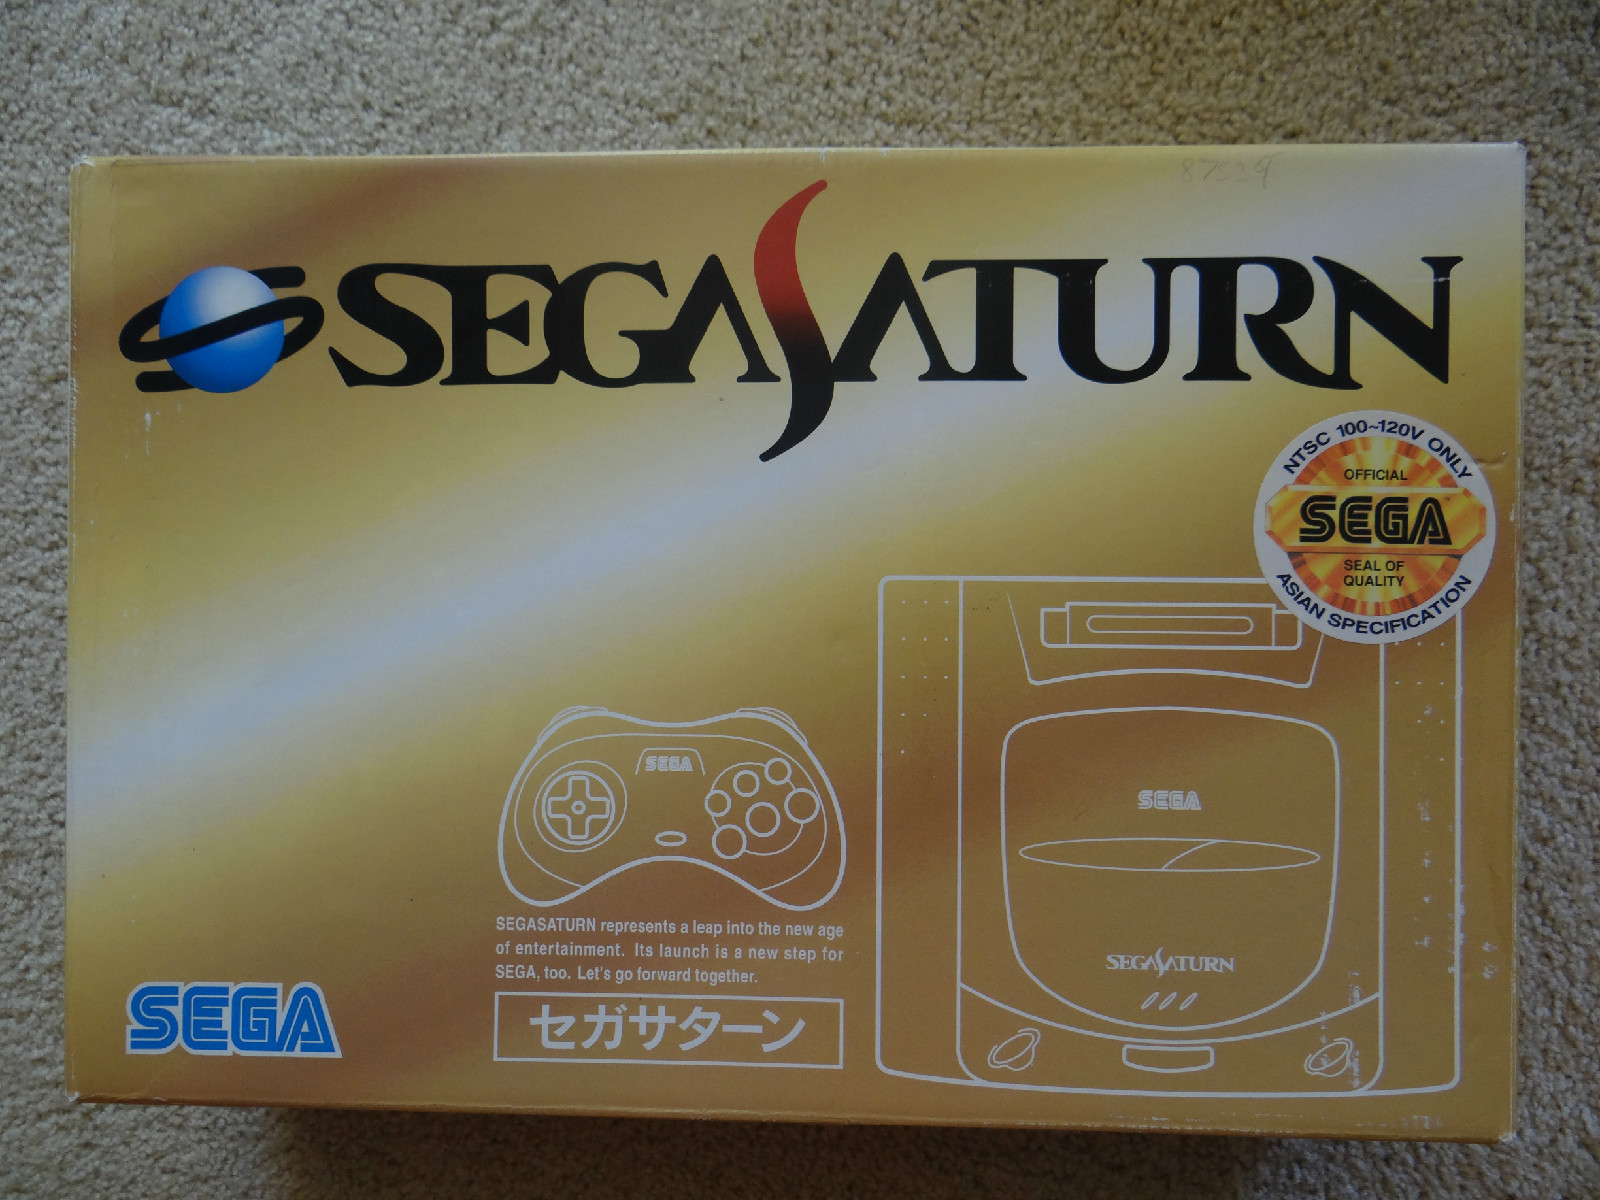 87529
SEGASATURN
NTSC 100~120V ONLY
OFFICIAL
SEGA™
SEAL OF
QUALITY
ASIAN SPECIFICATION
SEGA
SEGA
SEGASATURN represents a leap into the new age
of entertainment. Its launch is a new step for
SEGA, too. Let's go forward together.
SEGASATURN
SEGA
セガサターン